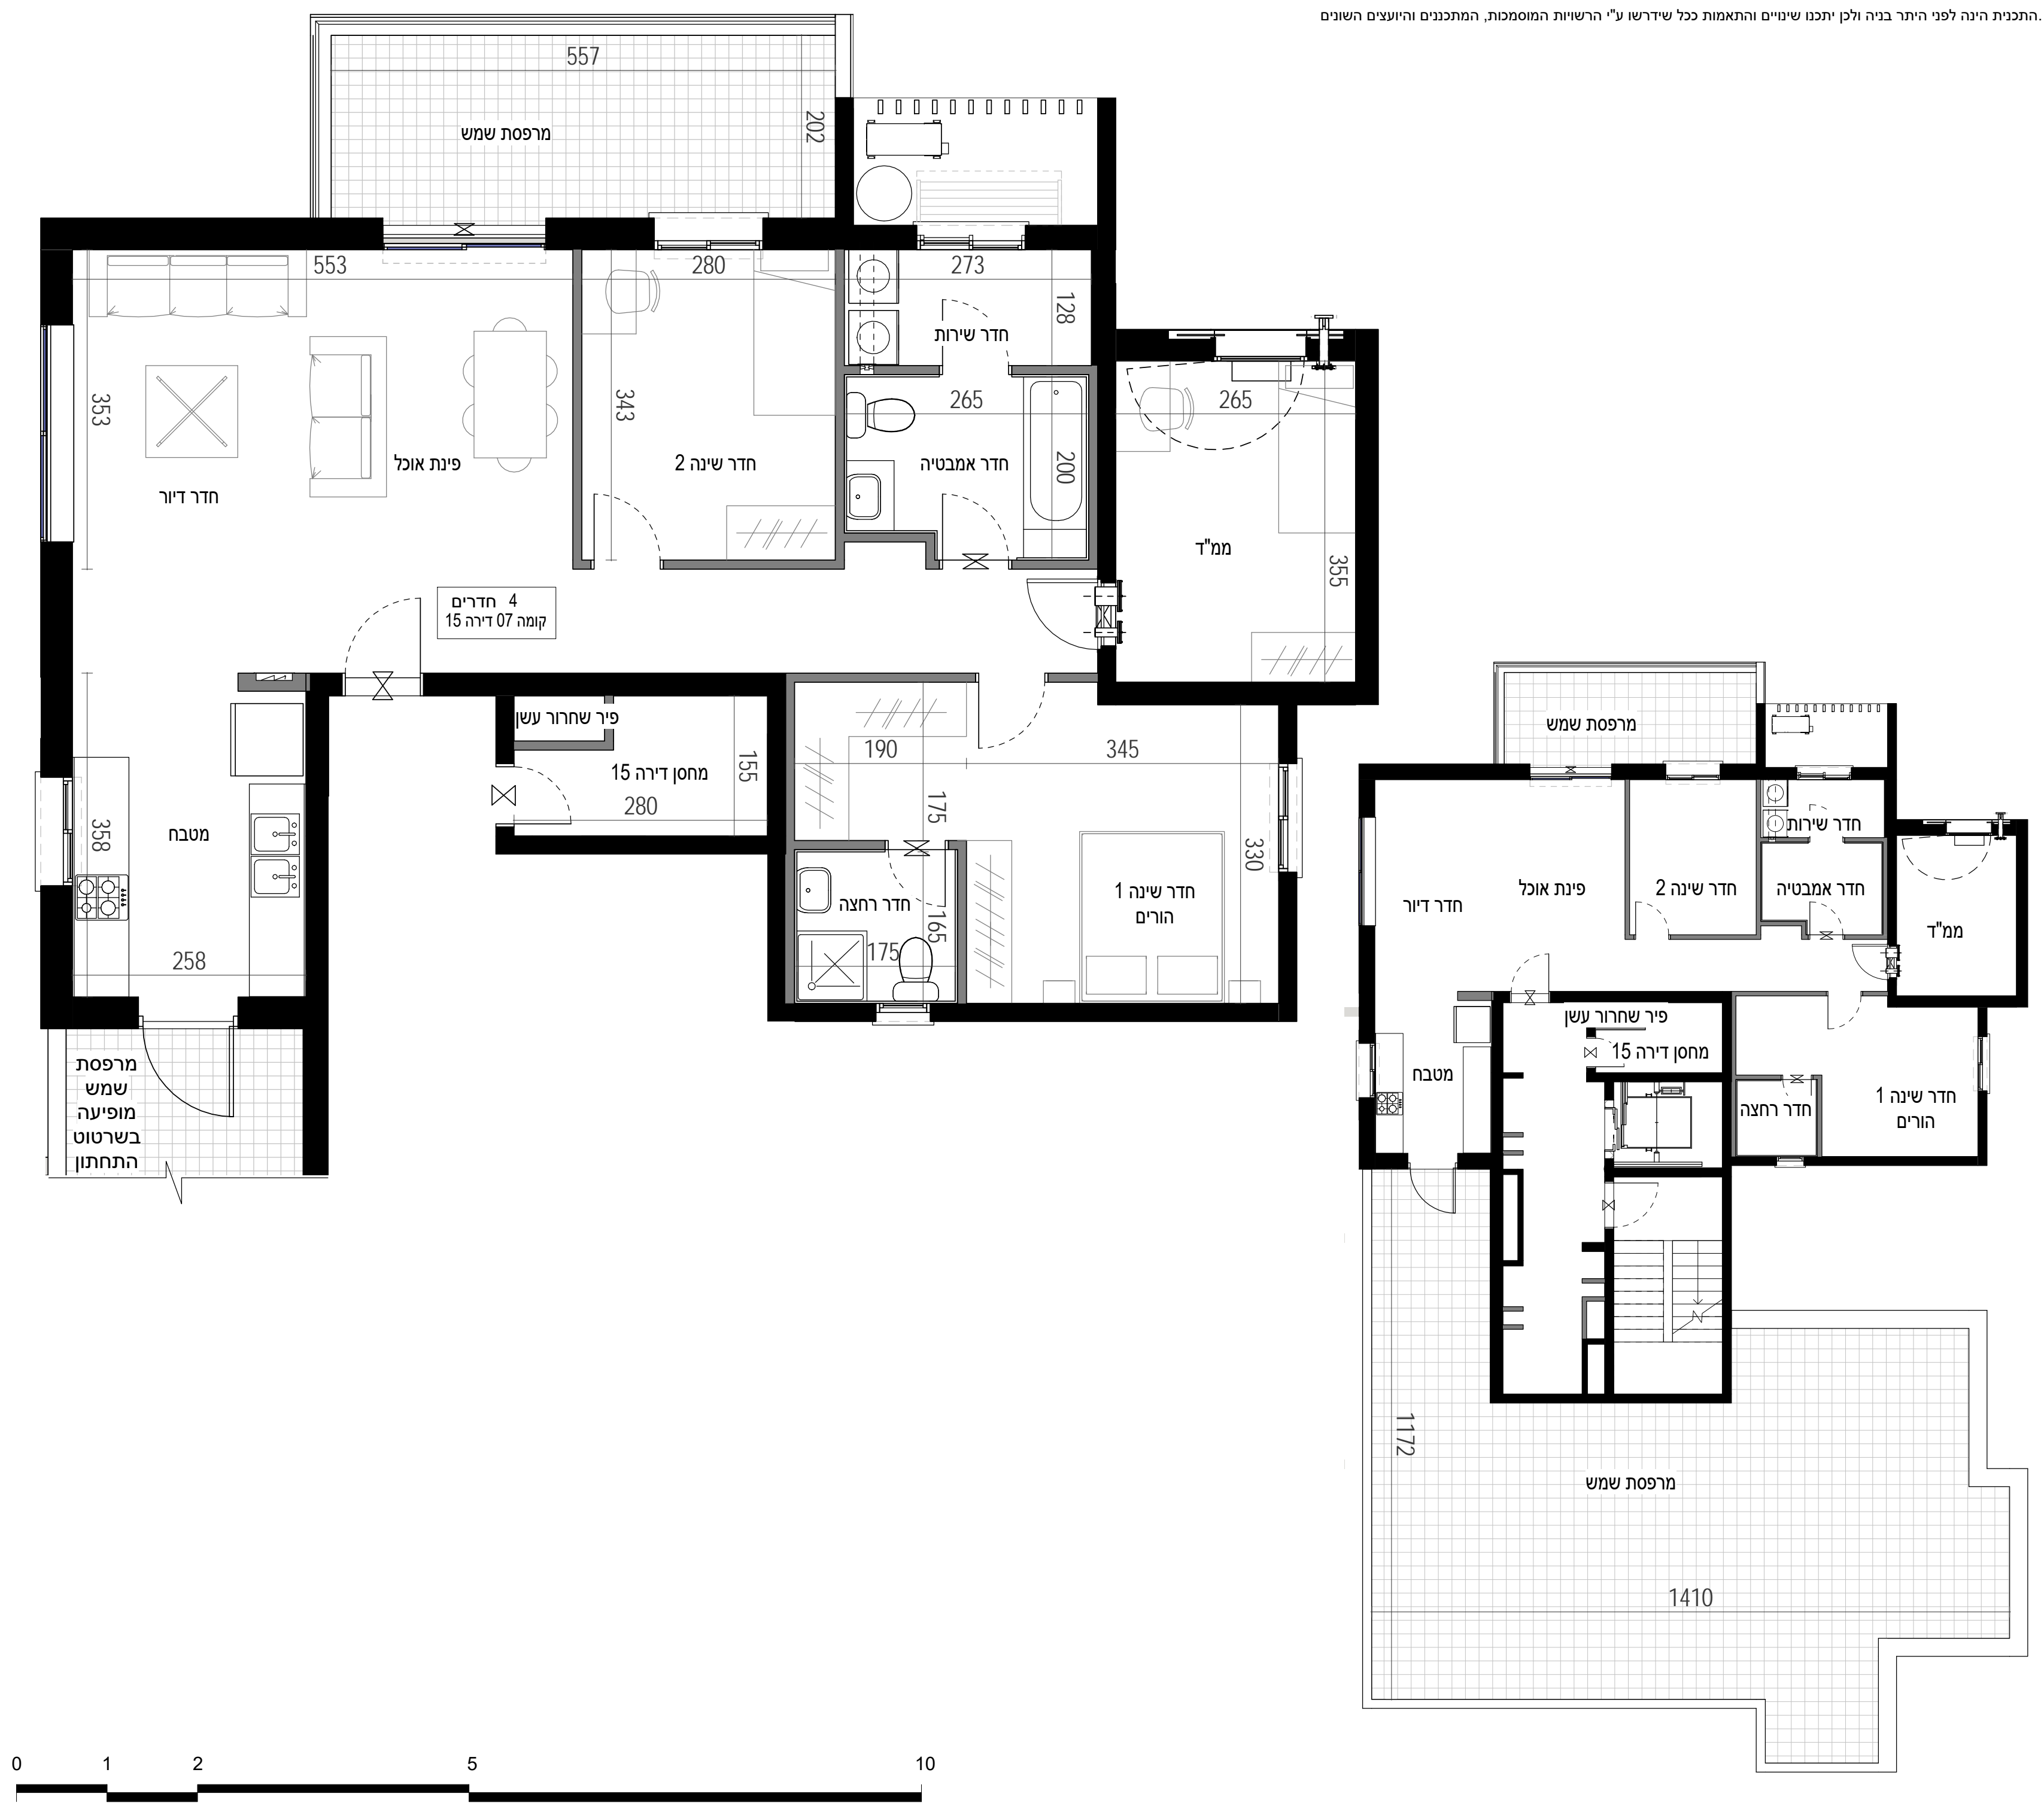 התכנית הינה לפני היתר בניה ולכן יתכנו שינויים והתאמות ככל שידרשו ע"י הרשויות המוסמכות, המתכננים והיועצים השונים.
557
202
מרפסת שמש
553
280
273
128
חדר שירות
353
343
265
265
פינת אוכל
חדר שינה 2
חדר אמבטיה
200
חדר דיור
ממ"ד
355
4 חדרים
קומה 07 דירה 15
פיר שחרור עשן
מחסן דירה 15
155
280
190
345
175
358
מטבח
330
חדר שינה 1
הורים
חדר רחצה
165
175
258
מרפסת
שמש
מופיעה
בשרטוט
התחתון
מרפסת שמש
חדר שירות
פינת אוכל
חדר שינה 2
חדר אמבטיה
חדר דיור
ממ"ד
פיר שחרור עשן
מחסן דירה 15
מטבח
חדר שינה 1
הורים
חדר רחצה
1172
מרפסת שמש
1410
0 1 2 5 10